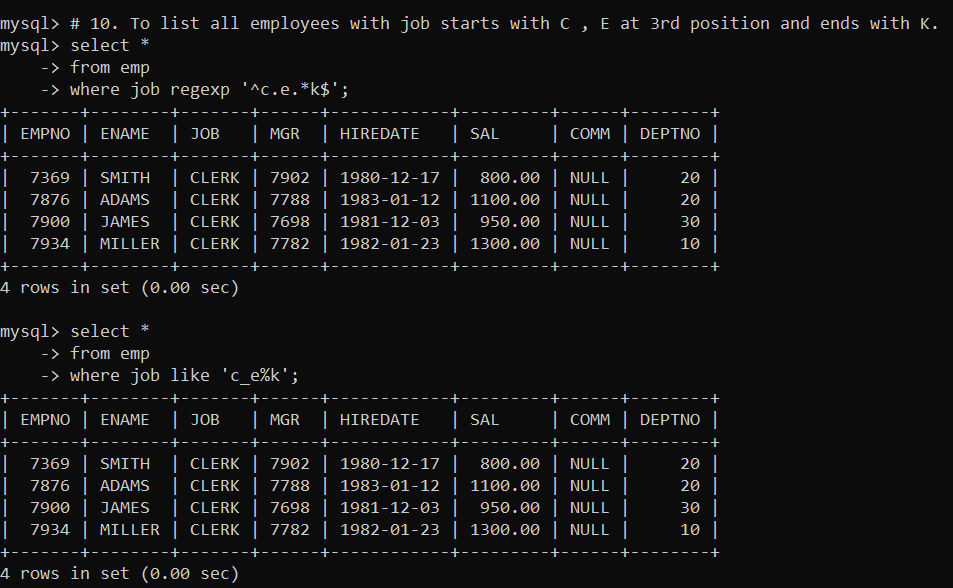 mysql> # 10. To list all employees with job starts with C , E at 3rd position and ends with K.
mysql> select *
    -> from emp
    -> where job regexp '^c.e.*k$';
+-------+--------+-------+------+------------+---------+------+--------+
| EMPNO | ENAME  | JOB   | MGR  | HIREDATE   | SAL     | COMM | DEPTNO |
+-------+--------+-------+------+------------+---------+------+--------+
|  7369 | SMITH  | CLERK | 7902 | 1980-12-17 |  800.00 | NULL |     20 |
|  7876 | ADAMS  | CLERK | 7788 | 1983-01-12 | 1100.00 | NULL |     20 |
|  7900 | JAMES  | CLERK | 7698 | 1981-12-03 |  950.00 | NULL |     30 |
|  7934 | MILLER | CLERK | 7782 | 1982-01-23 | 1300.00 | NULL |     10 |
+-------+--------+-------+------+------------+---------+------+--------+
4 rows in set (0.00 sec)

mysql> select *
    -> from emp
    -> where job like 'c_e%k';
+-------+--------+-------+------+------------+---------+------+--------+
| EMPNO | ENAME  | JOB   | MGR  | HIREDATE   | SAL     | COMM | DEPTNO |
+-------+--------+-------+------+------------+---------+------+--------+
|  7369 | SMITH  | CLERK | 7902 | 1980-12-17 |  800.00 | NULL |     20 |
|  7876 | ADAMS  | CLERK | 7788 | 1983-01-12 | 1100.00 | NULL |     20 |
|  7900 | JAMES  | CLERK | 7698 | 1981-12-03 |  950.00 | NULL |     30 |
|  7934 | MILLER | CLERK | 7782 | 1982-01-23 | 1300.00 | NULL |     10 |
+-------+--------+-------+------+------------+---------+------+--------+
4 rows in set (0.00 sec)